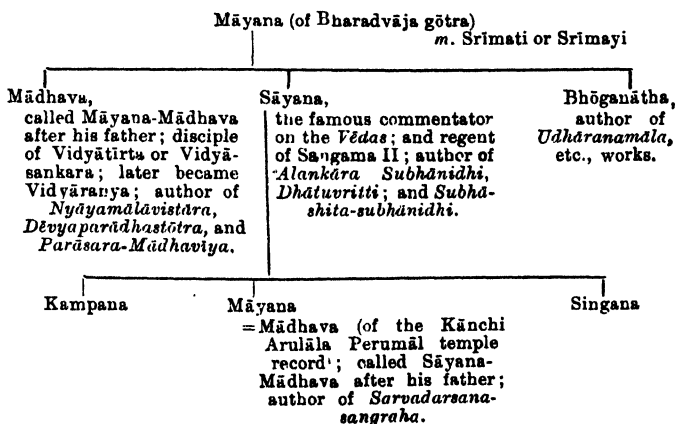 Māyana (of Bharadvāja gōtra)
m. Srīmati or Srīmayi
Mādhava,
called Māyana-Mādhava
after his father; disciple
of Vidyātīrta or Vidyā-
sankara; later became
Vidyāraṇya; author of
Nyāyamālāvistāra,
Dēvyaparādhastōtra, and
Parāsara-Mādhavīya.
Sāyana,
the famous commentator
on the Vēdas; and regent
of Sangama II; author of
Alankāra Subhānidhi,
Dhātuvritti; and Subhā-
shita-subhānidhi.
Bhōganātha,
author of
Udhāranamāla,
etc., works.
Kampana
Māyana
=Mādhava (of the Kānchi
Arulāla Perumāl temple
record'; called Sāyana-
Mādhava after his father;
author of Sarvadarsana-
sangraha.
Singana